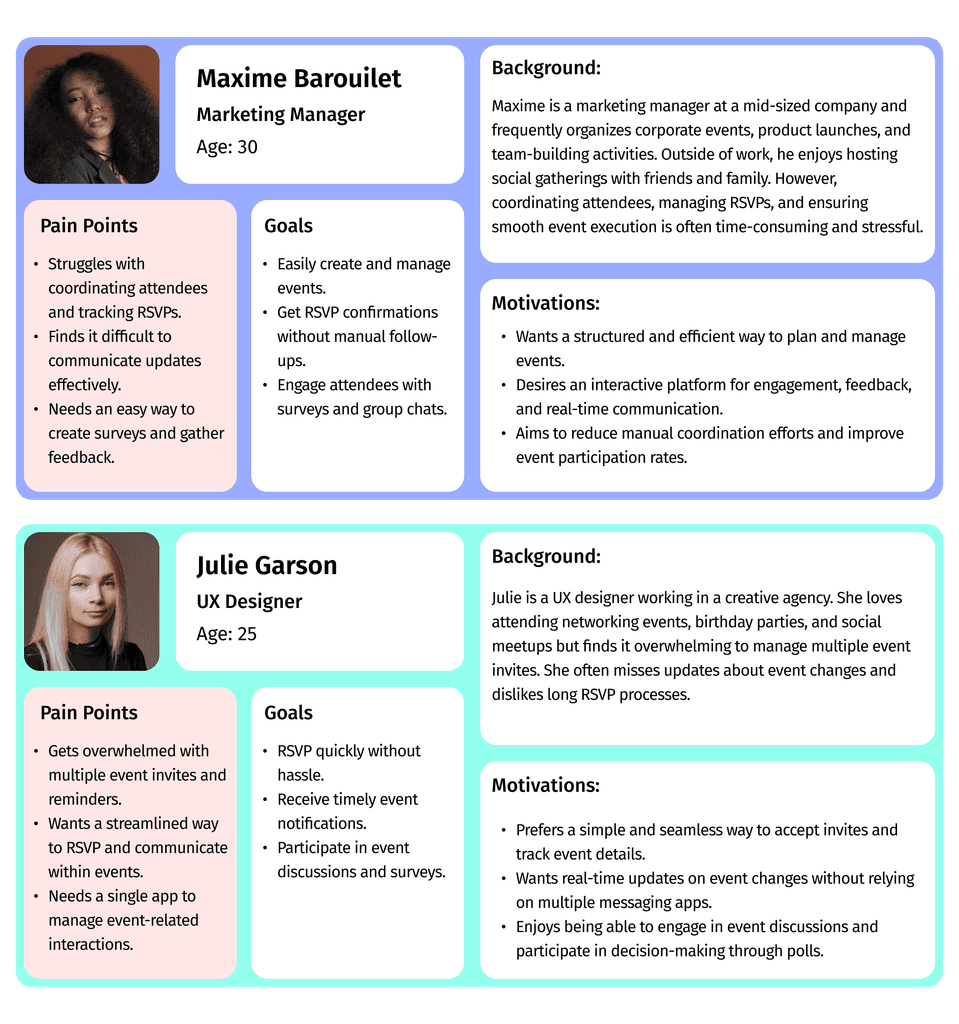 Maxime Barouilet
Marketing Manager
Age: 30
Background:
Maxime is a marketing manager at a mid-sized company and
frequently organizes corporate events, product launches, and
team-building activities. Outside of work, he enjoys hosting
social gatherings with friends and family. However,
coordinating attendees, managing RSVPs, and ensuring
smooth event execution is often time-consuming and stressful.
Pain Points
• Struggles with
coordinating attendees
and tracking RSVPs.
• Finds it difficult to
communicate updates
effectively.
• Needs an easy way to
create surveys and gather
feedback.
Goals
• Easily create and manage
events.
• Get RSVP confirmations
without manual follow-
ups.
• Engage attendees with
surveys and group chats.
Motivations:
• Wants a structured and efficient way to plan and manage
events.
• Desires an interactive platform for engagement, feedback,
and real-time communication.
• Aims to reduce manual coordination efforts and improve
event participation rates.
Julie Garson
UX Designer
Age: 25
Background:
Julie is a UX designer working in a creative agency. She loves
attending networking events, birthday parties, and social
meetups but finds it overwhelming to manage multiple event
invites. She often misses updates about event changes and
dislikes long RSVP processes.
Pain Points
• Gets overwhelmed with
multiple event invites and
reminders.
• Wants a streamlined way
to RSVP and communicate
within events.
• Needs a single app to
manage event-related
interactions.
Goals
• RSVP quickly without
hassle.
• Receive timely event
notifications.
• Participate in event
discussions and surveys.
Motivations:
• Prefers a simple and seamless way to accept invites and
track event details.
• Wants real-time updates on event changes without relying
on multiple messaging apps.
• Enjoys being able to engage in event discussions and
participate in decision-making through polls.